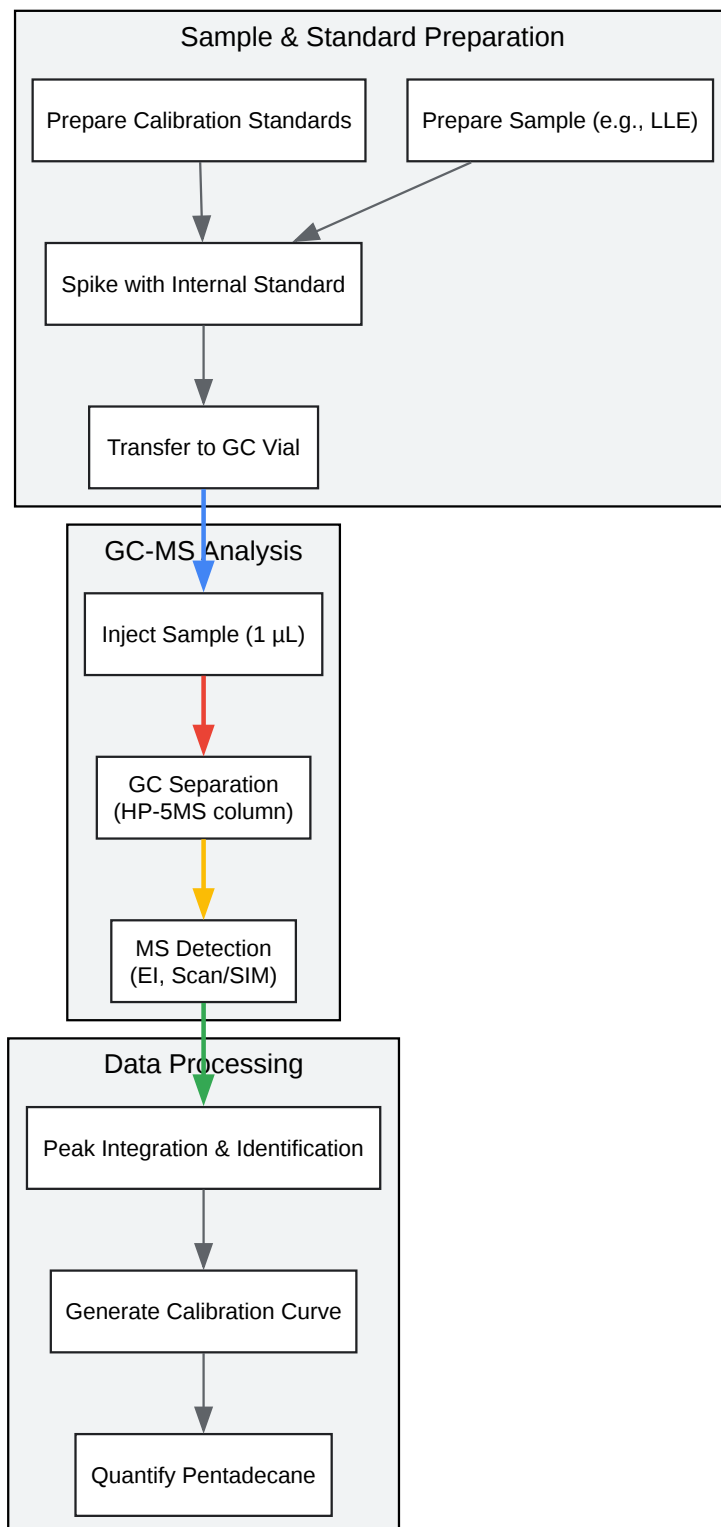 Sample & Standard Preparation
Prepare Calibration Standards
Prepare Sample (e.g., LLE)
Spike with Internal Standard
Transfer to GC Vial
GC-MS Analysis
Inject Sample (1 µL)
GC Separation
(HP-5MS column)
MS Detection
(EI, Scan/SIM)
Data Processing
Peak Integration & Identification
Generate Calibration Curve
Quantify Pentadecane